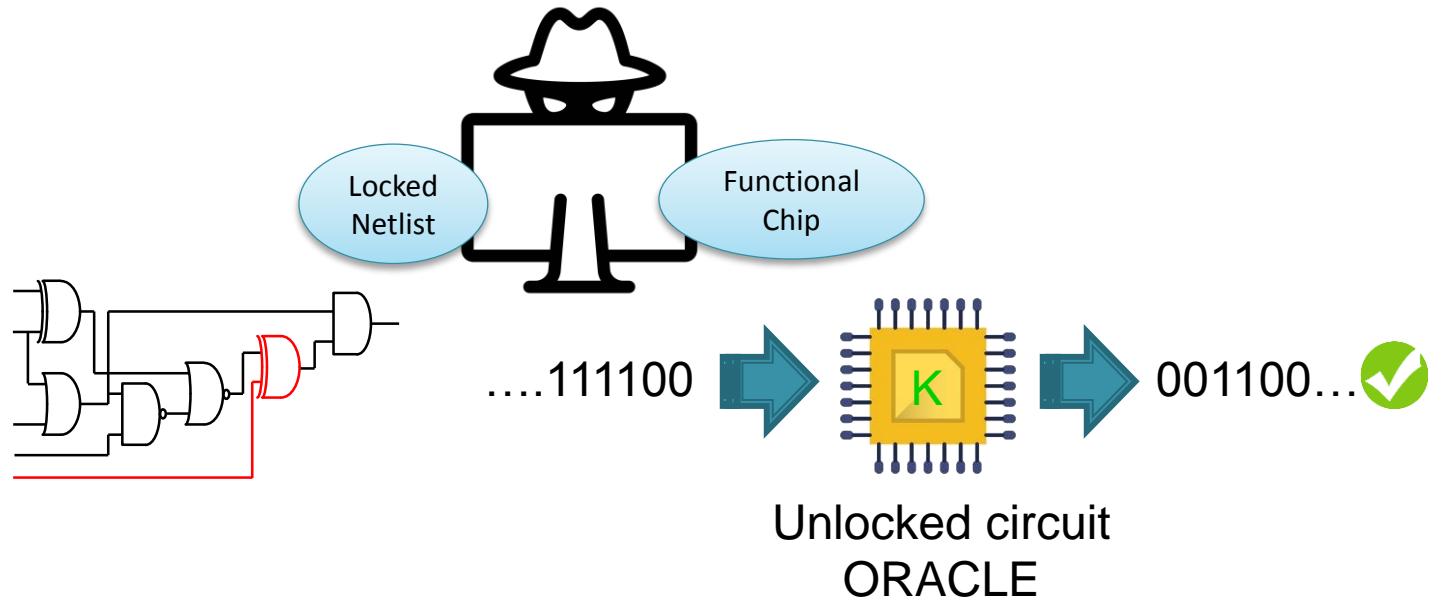 Locked
Netlist
Functional
Chip
....111100
K
001100...
Unlocked circuit
ORACLE